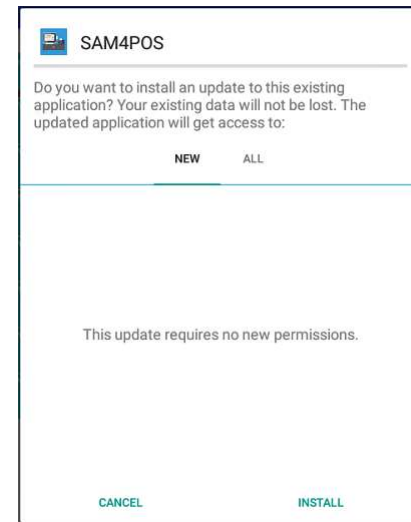 SAM4POS
Do you want to install an update to this existing
application? Your existing data will not be lost. The
updated application will get access to:
NEW ALL
This update requires no new permissions.
CANCEL INSTALL